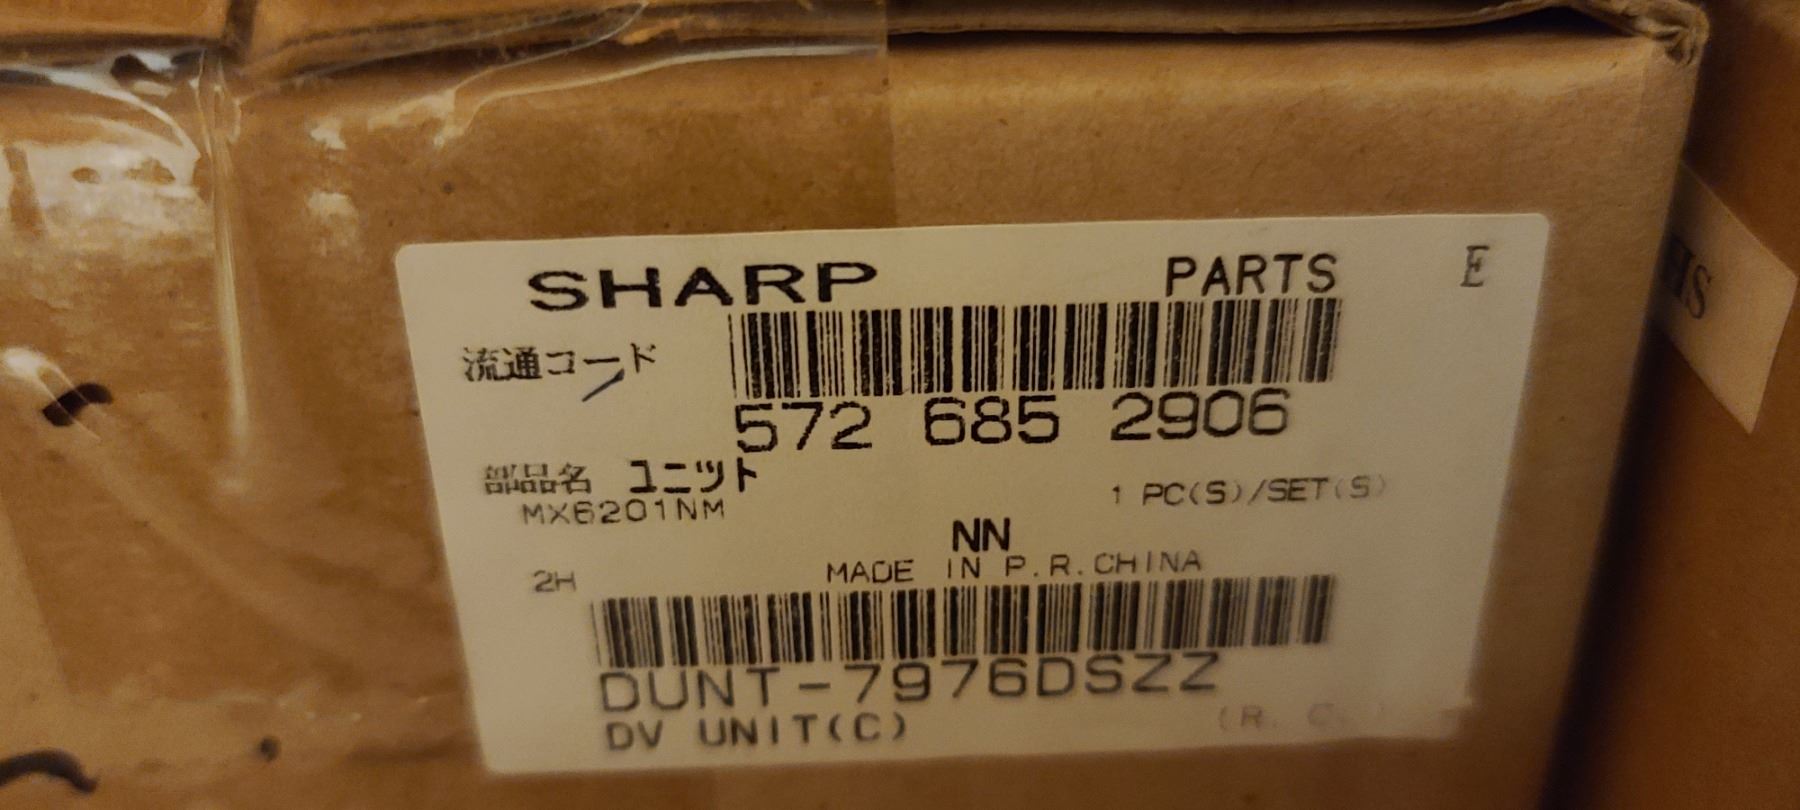 SHARP PARTS E
流通コード
572 685 2906
部品名 ユニット
MX6201NM 1 PC(S)/SET(S)
NN
2H MADE IN P.R.CHINA
DUNT-7976DSZZ
DV UNIT(C) (R. C. )
HS